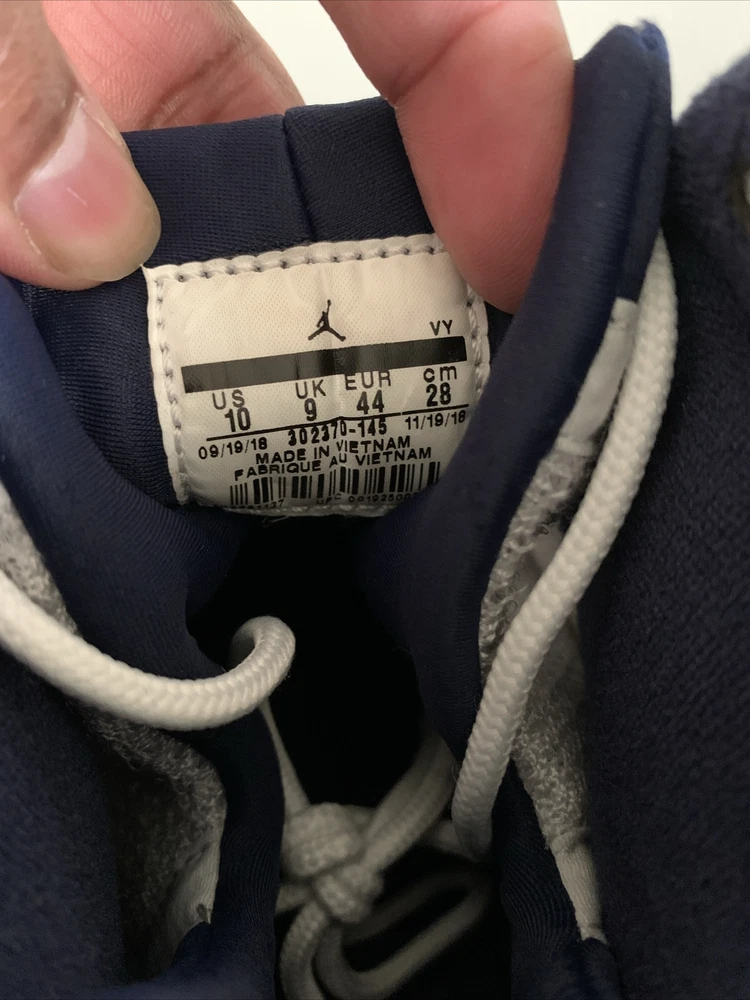 VY
US UK EUR cm
10 9 44 28
09/19/18 302370-145 11/19/18
MADE IN VIETNAM
FABRIQUE AU VIETNAM